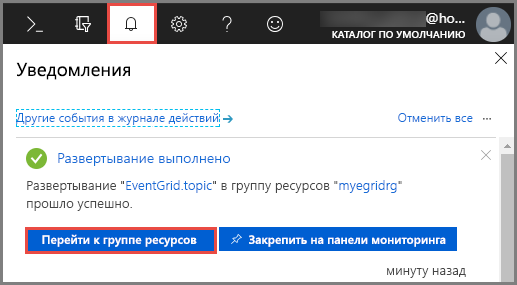 @ho...
КАТАЛОГ ПО УМОЛЧАНИЮ
Уведомления
Другие события в журнале действий → Отменить все ...
Развертывание выполнено
Развертывание "EventGrid.topic" в группу ресурсов "myegridrg"
прошло успешно.
Перейти к группе ресурсов Закрепить на панели мониторинга
минуту назад